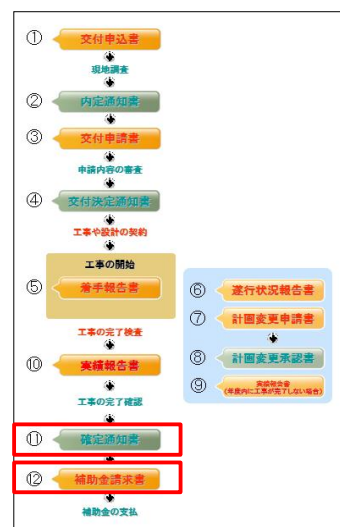 ① 交付申込書
現地調査
② 内定通知書
③ 交付申請書
申請内容の審査
④ 交付決定通知書
工事や設計の契約
工事の開始
⑤ 着手報告書
⑥ 遂行状況報告書
⑦ 計画変更申請書
⑧ 計画変更承認書
⑨ 実績報告書
(年度内に工事が完了しない場合)
工事の完了検査
⑩ 実績報告書
工事の完了確認
⑪ 確定通知書
⑫ 補助金請求書
補助金の支払